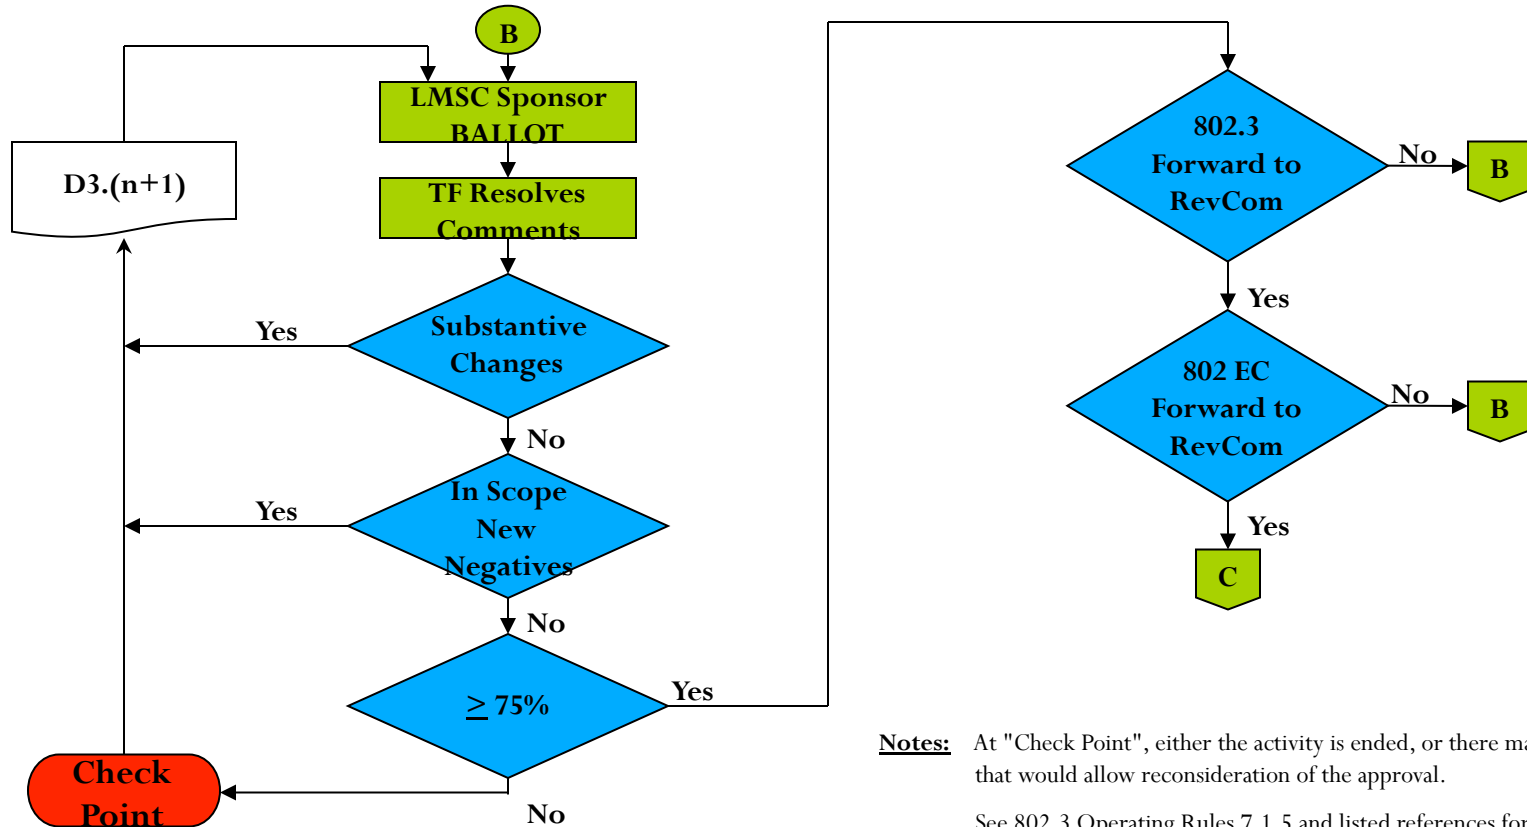 B
LMSC Sponsor
BALLOT
D3.(n+1)
TF Resolves
Comments
Substantive
Changes
Yes
No
In Scope
New
Negatives
Yes
No
≥ 75%
Yes
No
Check
Point
802.3
Forward to
RevCom
No
B
Yes
802 EC
Forward to
RevCom
No
B
Yes
C
Notes: At "Check Point", either the activity is ended, or there
that would allow reconsideration of the approval.
See 802.3 Operating Rules 7.1.5 and listed references for